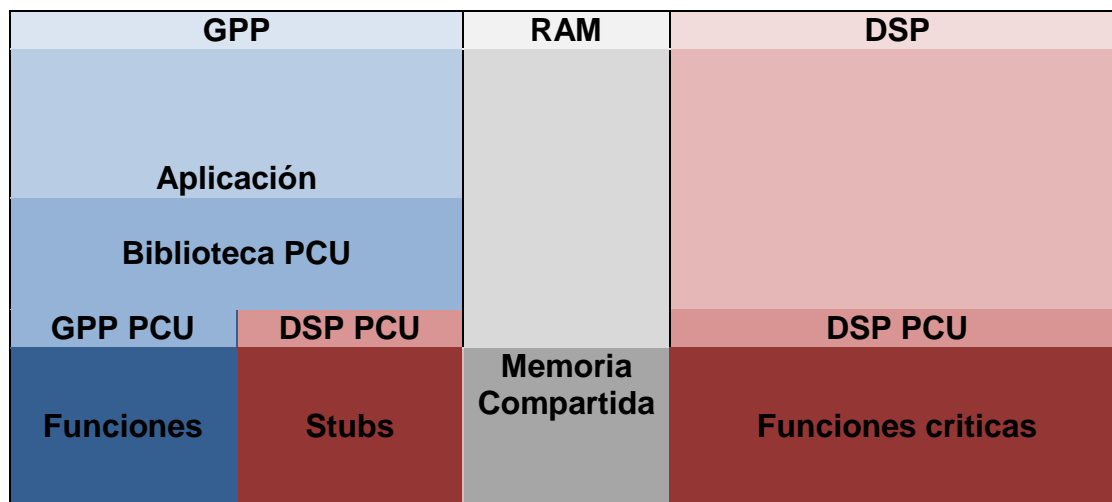 GPP
RAM
DSP
Aplicación
Biblioteca PCU
GPP PCU
DSP PCU
DSP PCU
Funciones
Stubs
Memoria
Compartida
Funciones criticas